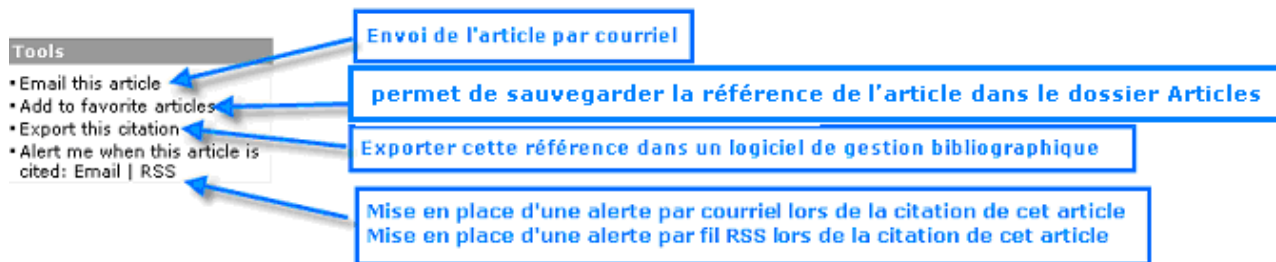 Tools
• Email this article
• Add to favorite articles
• Export this citation
• Alert me when this article is
cited: Email | RSS
Envoi de l'article par courriel
permet de sauvegarder la référence de l'article dans le dossier Articles
Exporter cette référence dans un logiciel de gestion bibliographique
Mise en place d'une alerte par courriel lors de la citation de cet article
Mise en place d'une alerte par fil RSS lors de la citation de cet article